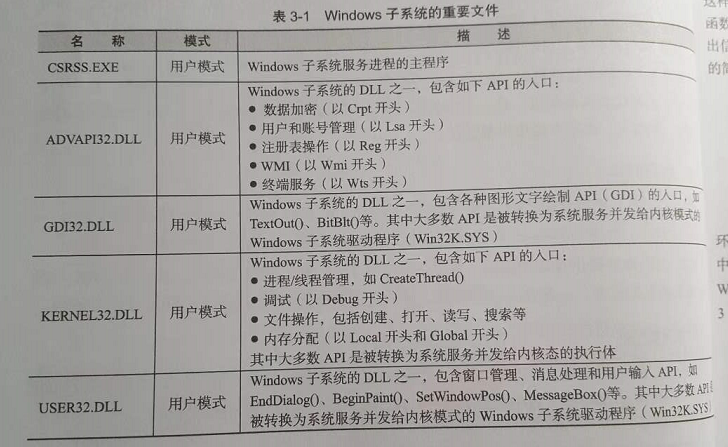 表 3-1 Windows 子系统的重要文件
名 称 模式 描 述
CSRSS.EXE 用户模式 Windows 子系统服务进程的主程序
ADVAPI32.DLL 用户模式 Windows 子系统的 DLL 之一，包含如下 API 的入口：
● 数据加密（以 Crpt 开头）
● 用户和账号管理（以 Lsa 开头）
● 注册表操作（以 Reg 开头）
● WMI（以 Wmi 开头）
● 终端服务（以 Wts 开头）
GDI32.DLL 用户模式 Windows 子系统的 DLL 之一，包含各种图形文字绘制 API（GDI）的入口，如
TextOut()、BitBlt()等。其中大多数 API 是被转换为系统服务并发给内核模式的
Windows 子系统驱动程序（Win32K.SYS）
KERNEL32.DLL 用户模式 Windows 子系统的 DLL 之一，包含如下 API 的入口：
● 进程/线程管理，如 CreateThread()
● 调试（以 Debug 开头）
● 文件操作，包括创建、打开、读写、搜索等
● 内存分配（以 Local 开头和 Global 开头）
其中大多数 API 是被转换为系统服务并发给内核态的执行体
USER32.DLL 用户模式 Windows 子系统的 DLL 之一，包含窗口管理、消息处理和用户输入 API，如
EndDialog()、BeginPaint()、SetWindowPos()、MessageBox()等。其中大多数 API 是
被转换为系统服务并发给内核模式的 Windows 子系统驱动程序（Win32K.SYS）
函数
出信
的简
环
中
W
3